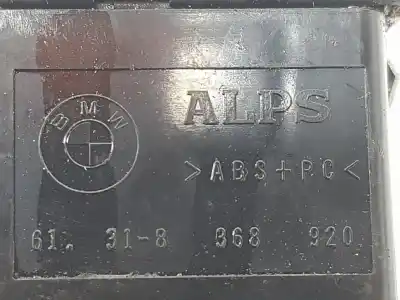 BMW
ALPS
>ABS+PC<
61. 31-8 368 920